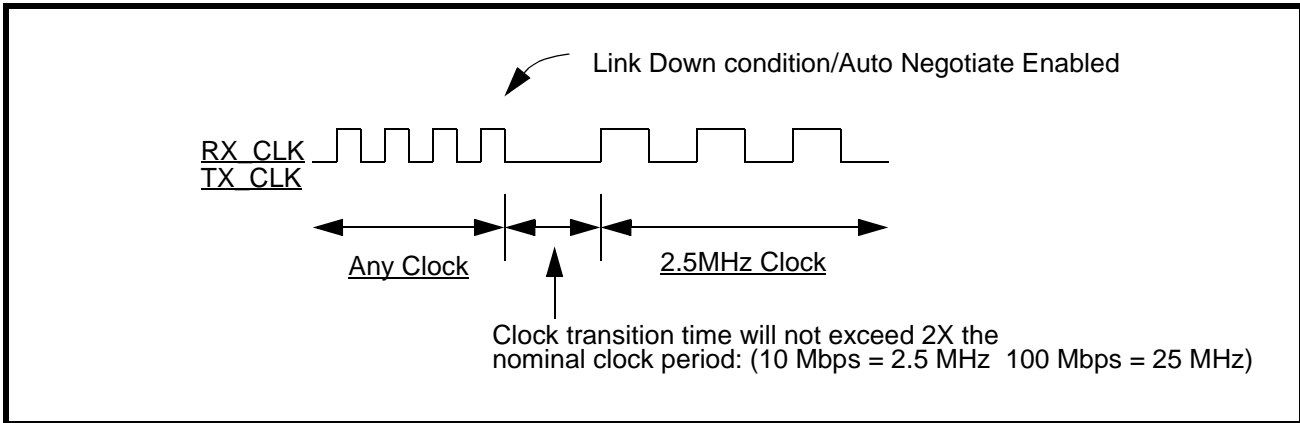 Link Down condition/Auto Negotiate Enabled
RX_CLK
TX_CLK
Any Clock
2.5MHz Clock
Clock transition time will not exceed 2X the
nominal clock period: (10 Mbps = 2.5 MHz  100 Mbps = 25 MHz)